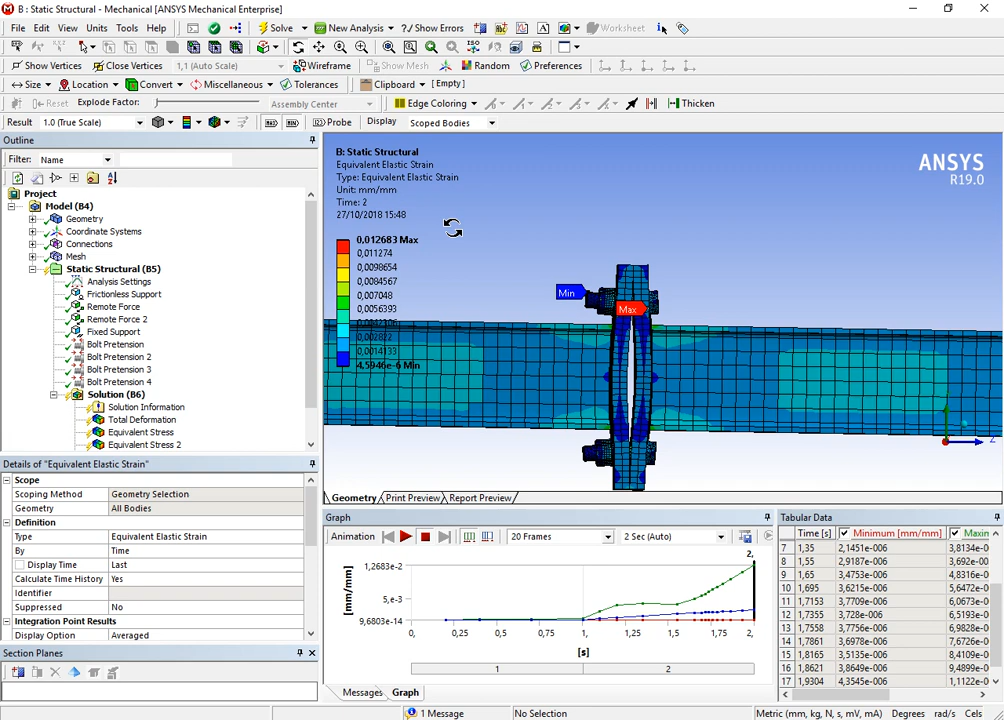 B : Static Structural - Mechanical [ANSYS Mechanical Enterprise]
File Edit View Units Tools Help Solve New Analysis Show Errors Worksheet
Show Vertices Close Vertices 1,1 (Auto Scale) Wireframe Show Mesh Random Preferences
Size Location Convert Miscellaneous Tolerances Clipboard [ Empty ]
Reset Explode Factor: Assembly Center Edge Coloring Thicken
Result 1.0 (True Scale) Probe Display Scoped Bodies
Outline
Filter: Name
Project
Model (B4)
Geometry
Coordinate Systems
Connections
Mesh
Static Structural (B5)
Analysis Settings
Frictionless Support
Remote Force
Remote Force 2
Fixed Support
Bolt Pretension
Bolt Pretension 2
Bolt Pretension 3
Bolt Pretension 4
Solution (B6)
Solution Information
Total Deformation
Equivalent Stress
Equivalent Stress 2
Details of "Equivalent Elastic Strain"
Scope
Scoping Method Geometry Selection
Geometry All Bodies
Definition
Type Equivalent Elastic Strain
By Time
Display Time Last
Calculate Time History Yes
Identifier
Suppressed No
Integration Point Results
Display Option Averaged
Section Planes
B: Static Structural
Equivalent Elastic Strain
Type: Equivalent Elastic Strain
Unit: mm/mm
Time: 2
27/10/2018 15:48
ANSYS
R19.0
0,012683 Max
0,011274
0,0098654
0,0084567
0,007048
0,0056393
0,0014133
4,5946e-6 Min
Min
Max
Z
Geometry Print Preview Report Preview
Graph
Animation 20 Frames 2 Sec (Auto)
2,
1,2683e-2
5,e-3
9,6803e-14
[mm/mm]
0, 0,25 0,5 0,75 1, 1,25 1,5 1,75 2,
[s]
1 2
Messages Graph
Tabular Data
Time [s] Minimum [mm/mm] Maxin
7 1,35 2,1451e-006 3,8134e-0
8 1,55 2,9187e-006 3,692e-00
9 1,65 3,4753e-006 4,8316e-0
10 1,695 3,6215e-006 5,6472e-0
11 1,7153 3,7709e-006 6,0673e-0
12 1,7355 3,728e-006 6,5193e-0
13 1,7558 3,7756e-006 6,9828e-0
14 1,7861 3,6978e-006 7,6726e-0
15 1,8165 3,5135e-006 8,4109e-0
16 1,8621 3,8649e-006 9,4899e-0
17 1,9304 4,3545e-006 1,1122e-0
1 Message No Selection Metric (mm, kg, N, s, mV, mA) Degrees rad/s Cels